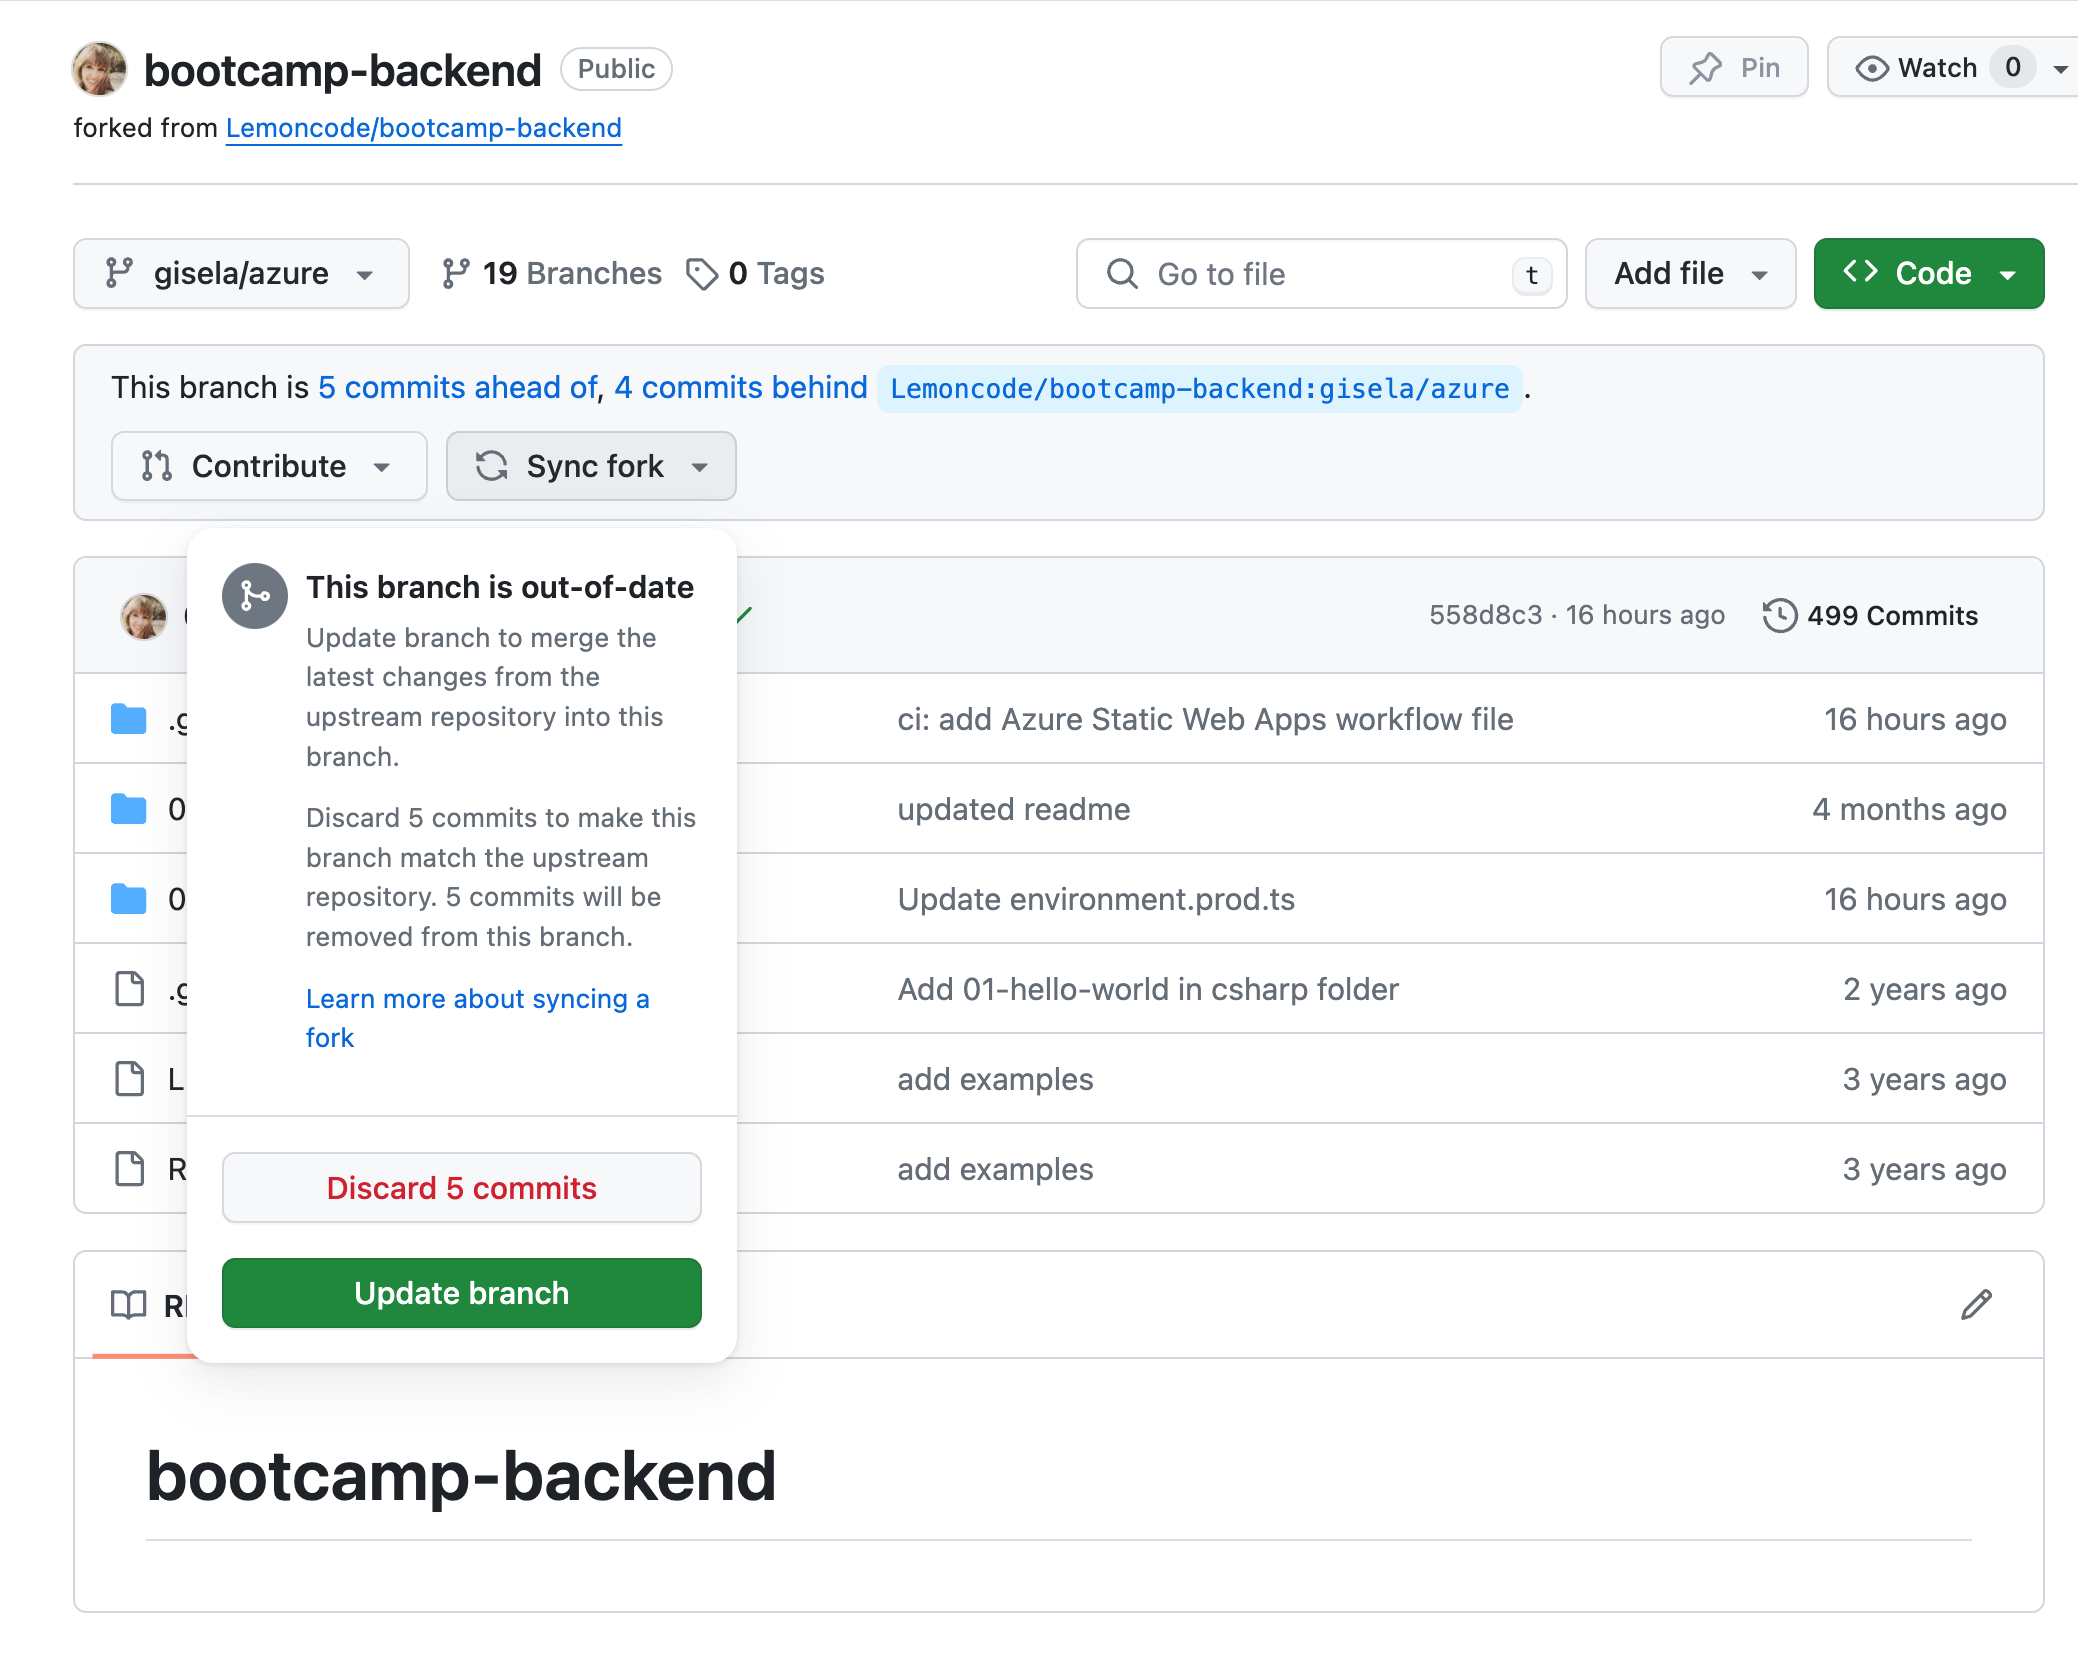 bootcamp-backend Public
Pin
Watch 0
forked from Lemoncode/bootcamp-backend
gisela/azure
19 Branches
0 Tags
Go to file t
Add file
<> Code
This branch is 5 commits ahead of, 4 commits behind Lemoncode/bootcamp-backend:gisela/azure .
Contribute
Sync fork
This branch is out-of-date
Update branch to merge the
latest changes from the
upstream repository into this
branch.
Discard 5 commits to make this
branch match the upstream
repository. 5 commits will be
removed from this branch.
Learn more about syncing a
fork
Discard 5 commits
Update branch
558d8c3 · 16 hours ago
499 Commits
.g
ci: add Azure Static Web Apps workflow file
16 hours ago
0
updated readme
4 months ago
0
Update environment.prod.ts
16 hours ago
.g
Add 01-hello-world in csharp folder
2 years ago
L
add examples
3 years ago
R
add examples
3 years ago
bootcamp-backend